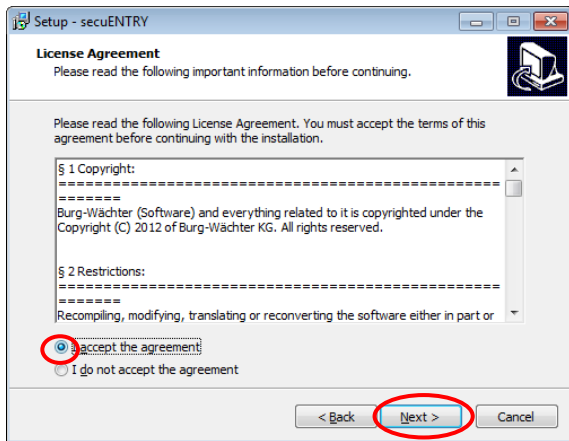 Setup - secuENTRY
License Agreement
Please read the following important information before continuing.
Please read the following License Agreement. You must accept the terms of this
agreement before continuing with the installation.
§ 1 Copyright:
=================================================
=======
Burg-Wächter (Software) and everything related to it is copyrighted under the
Copyright (C) 2012 of Burg-Wächter KG. All rights reserved.
§ 2 Restrictions:
=================================================
=======
Recompiling, modifying, translating or reconverting the software either in part or
I accept the agreement
I do not accept the agreement
< Back
Next >
Cancel